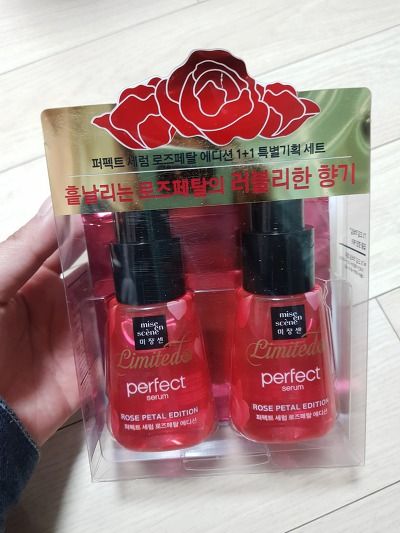 퍼펙트 세럼 로즈페탈 에디션 1+1 특별기획 세트
흩날리는 로즈페탈의 러블리한 향기
mise
en
scène
미쟝센
Limited
perfect
serum
ROSE PETAL EDITION
퍼펙트 세럼 로즈페탈 에디션
mise
en
scène
미쟝센
Limited
perfect
serum
ROSE PETAL EDITION
퍼펙트 세럼 로즈페탈 에디션